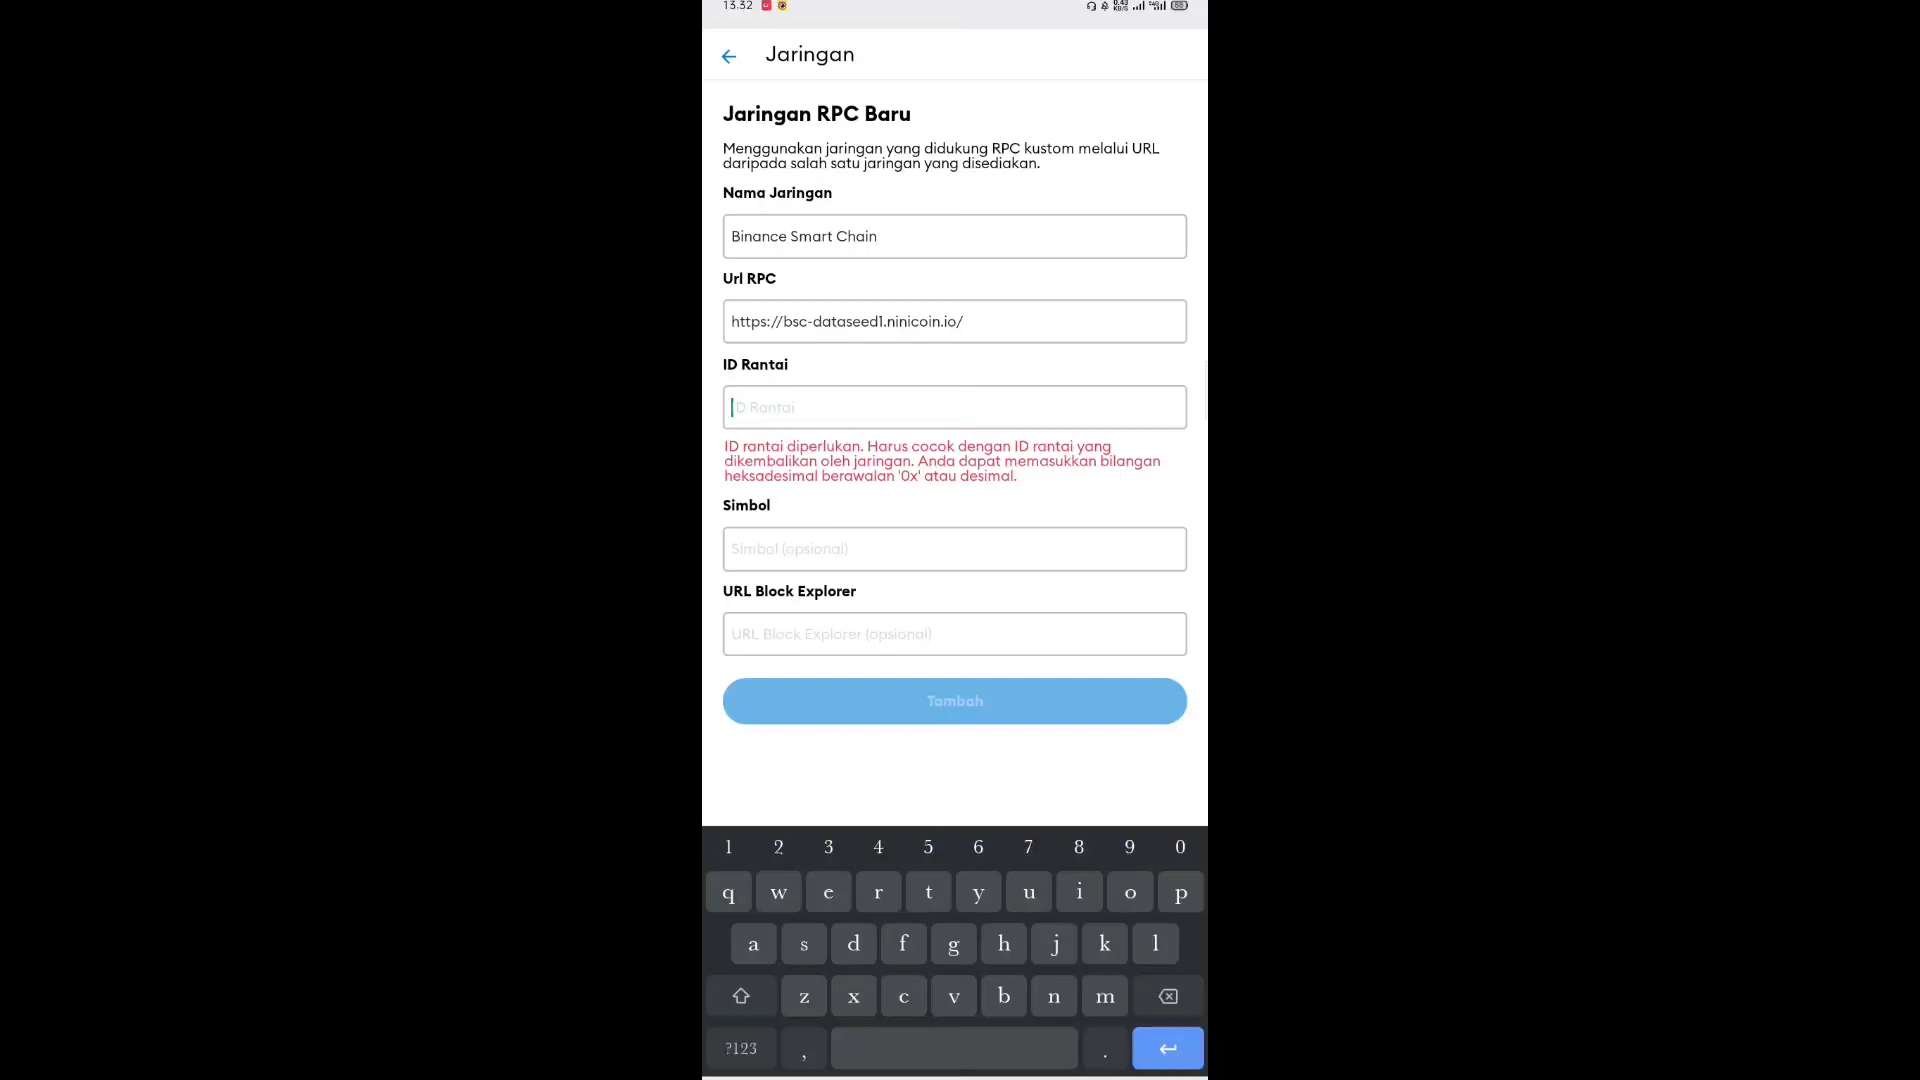 13.32
0.43
KB/S
88
Jaringan
Jaringan RPC Baru
Menggunakan jaringan yang didukung RPC kustom melalui URL
daripada salah satu jaringan yang disediakan.
Nama Jaringan
Binance Smart Chain
Url RPC
https://bsc-dataseed1.ninicoin.io/
ID Rantai
ID Rantai
ID rantai diperlukan. Harus cocok dengan ID rantai yang
dikembalikan oleh jaringan. Anda dapat memasukkan bilangan
heksadesimal berawalan '0x' atau desimal.
Simbol
Simbol (opsional)
URL Block Explorer
URL Block Explorer (opsional)
Tambah
1 2 3 4 5 6 7 8 9 0
q w e r t y u i o p
a s d f g h j k l
z x c v b n m
?123 , .